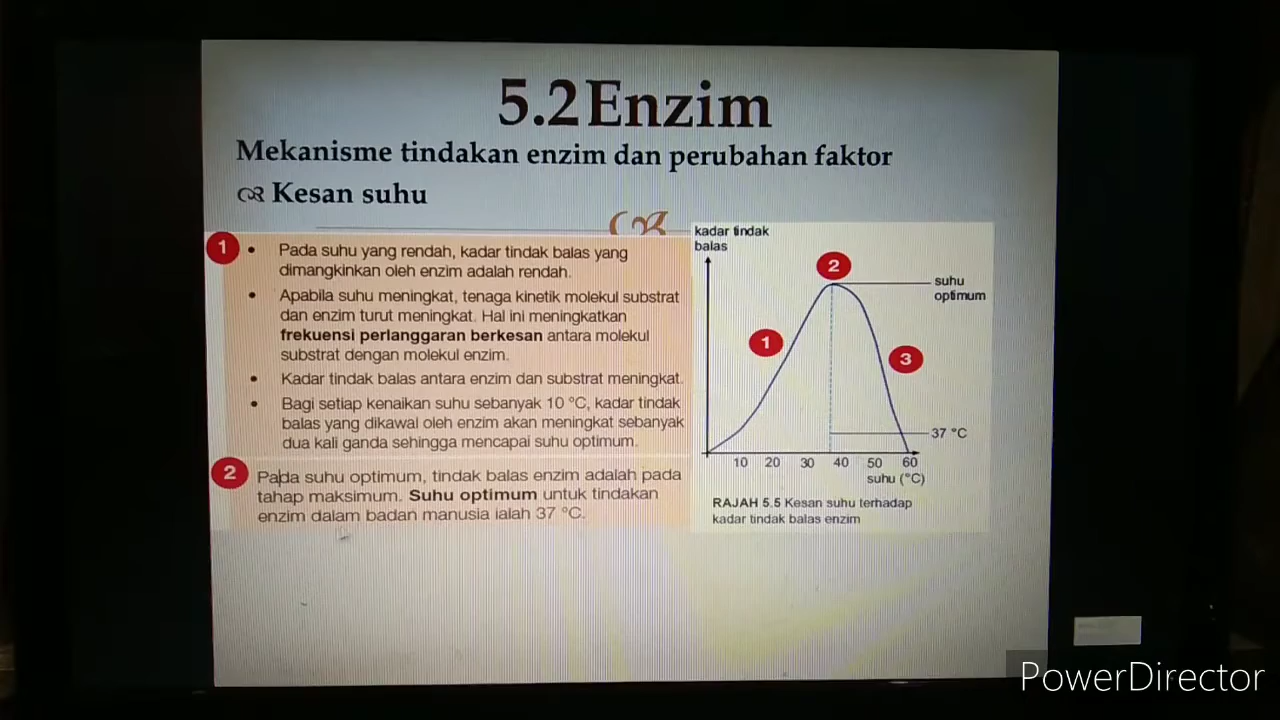 5.2 Enzim
Mekanisme tindakan enzim dan perubahan faktor
Kesan suhu
1
• Pada suhu yang rendah, kadar tindak balas yang
dimangkinkan oleh enzim adalah rendah.
• Apabila suhu meningkat, tenaga kinetik molekul substrat
dan enzim turut meningkat. Hal ini meningkatkan
frekuensi perlanggaran berkesan antara molekul
substrat dengan molekul enzim.
• Kadar tindak balas antara enzim dan substrat meningkat.
• Bagi setiap kenaikan suhu sebanyak 10 °C, kadar tindak
balas yang dikawal oleh enzim akan meningkat sebanyak
dua kali ganda sehingga mencapai suhu optimum.
2
Pada suhu optimum, tindak balas enzim adalah pada
tahap maksimum. Suhu optimum untuk tindakan
enzim dalam badan manusia ialah 37 °C.
kadar tindak
balas
2
suhu
optimum
1
3
37 °C
10 20 30 40 50 60
suhu (°C)
RAJAH 5.5 Kesan suhu terhadap
kadar tindak balas enzim
PowerDirector